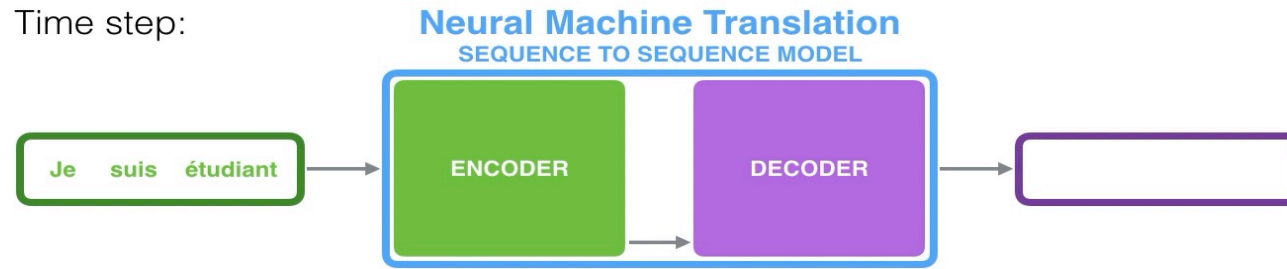 Time step:
Neural Machine Translation
SEQUENCE TO SEQUENCE MODEL
Je suis étudiant
ENCODER
DECODER